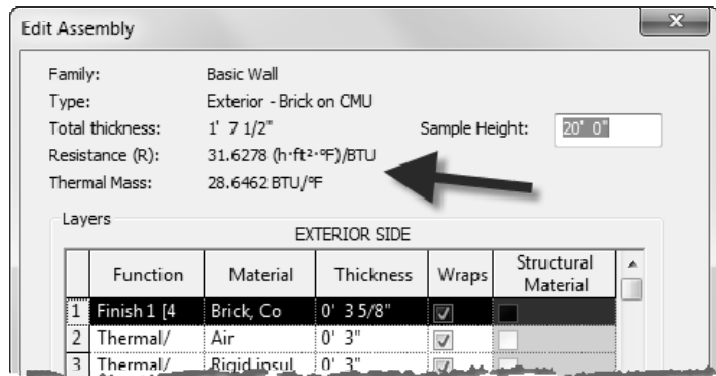 Edit Assembly
x
Family: Basic Wall
Type: Exterior - Brick on CMU
Total thickness: 1' 7 1/2" Sample Height: 20' 0"
Resistance (R): 31.6278 (h·ft²·°F)/BTU
Thermal Mass: 28.6462 BTU/°F
Layers
EXTERIOR SIDE
Function Material Thickness Wraps Structural Material
1 Finish 1 [4 Brick, Co 0' 3 5/8"
2 Thermal/ Air 0' 3"
3 Thermal/ Rigid insul 0' 3"